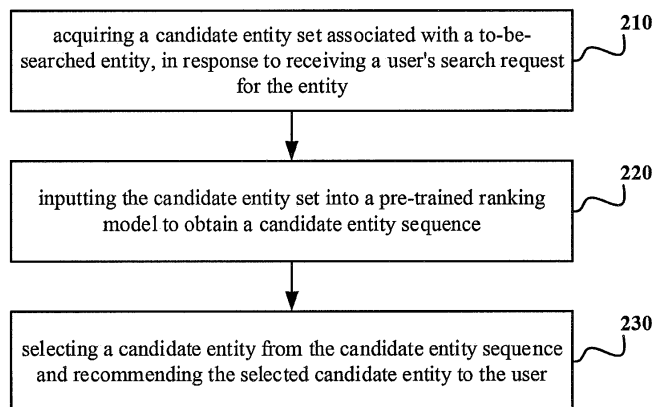 210
acquiring a candidate entity set associated with a to-be-
searched entity, in response to receiving a user's search request
for the entity
220
inputting the candidate entity set into a pre-trained ranking
model to obtain a candidate entity sequence
230
selecting a candidate entity from the candidate entity sequence
and recommending the selected candidate entity to the user